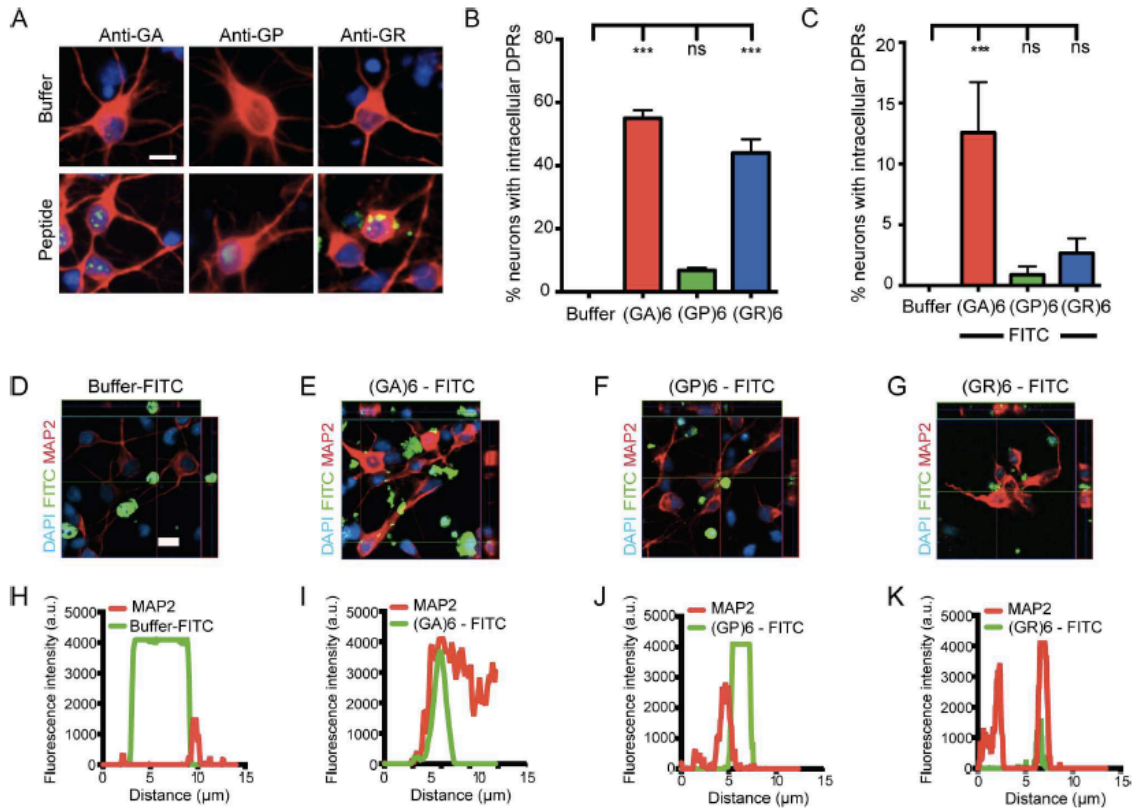 A
Anti-GA Anti-GP Anti-GR
Buffer
Peptide
B
% neurons with intracellular DPRs
80
60
40
20
0
*** ns ***
Buffer (GA)6 (GP)6 (GR)6
C
% neurons with intracellular DPRs
20
15
10
5
0
*** ns ns
Buffer (GA)6 (GP)6 (GR)6
FITC
D
Buffer-FITC
DAPI FITC MAP2
E
(GA)6 - FITC
DAPI FITC MAP2
F
(GP)6 - FITC
DAPI FITC MAP2
G
(GR)6 - FITC
DAPI FITC MAP2
H
MAP2
Buffer-FITC
Fluorescence intensity (a.u.)
5000
4000
3000
2000
1000
0
0 5 10 15
Distance (µm)
I
MAP2
(GA)6 - FITC
Fluorescence intensity (a.u.)
5000
4000
3000
2000
1000
0
0 5 10 15
Distance (µm)
J
MAP2
(GP)6 - FITC
Fluorescence intensity (a.u.)
5000
4000
3000
2000
1000
0
0 5 10 15
Distance (µm)
K
MAP2
(GR)6 - FITC
Fluorescence intensity (a.u.)
5000
4000
3000
2000
1000
0
0 5 10 15
Distance (µm)